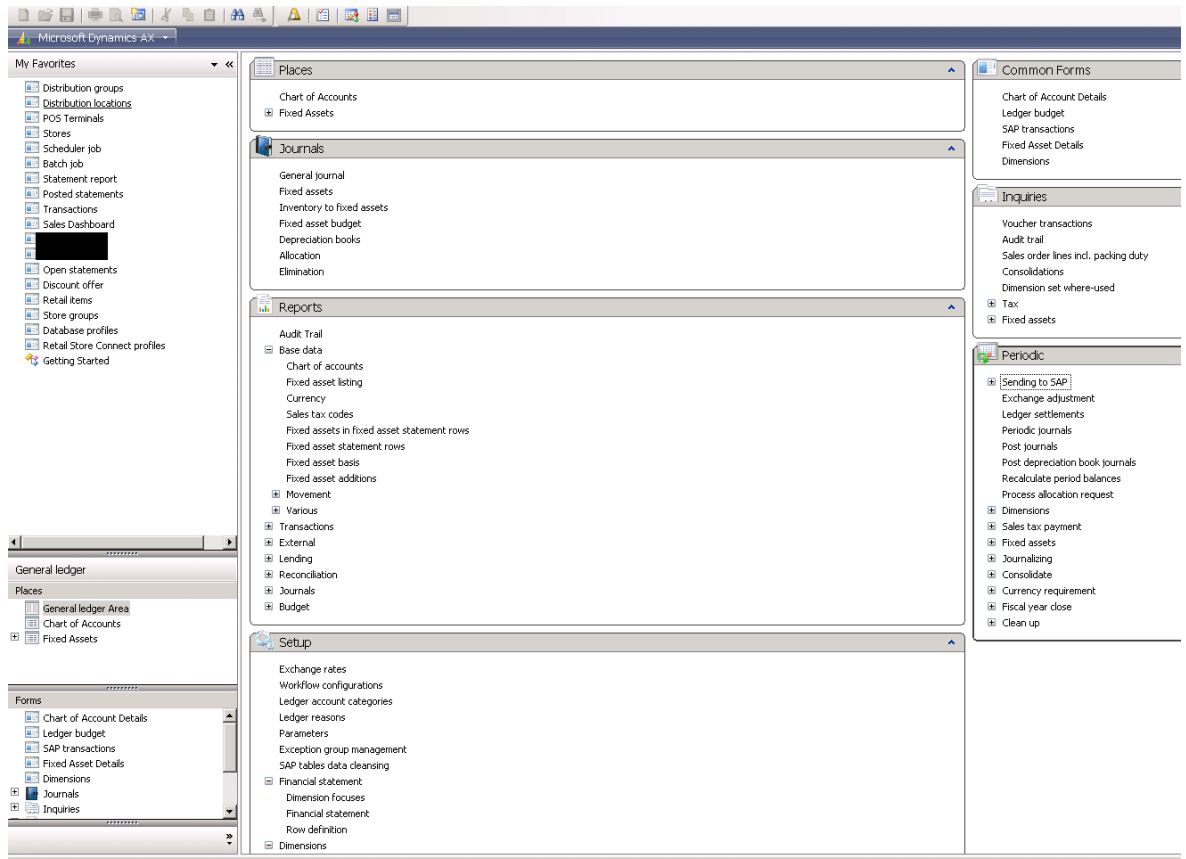 Microsoft Dynamics AX
My Favorites
Distribution groups
Distribution locations
POS Terminals
Stores
Scheduler job
Batch job
Statement report
Posted statements
Transactions
Sales Dashboard
Open statements
Discount offer
Retail items
Store groups
Database profiles
Retail Store Connect profiles
Getting Started
General ledger
Places
General ledger Area
Chart of Accounts
Fixed Assets
Forms
Chart of Account Details
Ledger budget
SAP transactions
Fixed Asset Details
Dimensions
Journals
Inquiries
Places
Chart of Accounts
Fixed Assets
Journals
General journal
Fixed assets
Inventory to fixed assets
Fixed asset budget
Depreciation books
Allocation
Elimination
Reports
Audit Trail
Base data
Chart of accounts
Fixed asset listing
Currency
Sales tax codes
Fixed assets in fixed asset statement rows
Fixed asset statement rows
Fixed asset basis
Fixed asset additions
Movement
Various
Transactions
External
Lending
Reconciliation
Journals
Budget
Setup
Exchange rates
Workflow configurations
Ledger account categories
Ledger reasons
Parameters
Exception group management
SAP tables data cleansing
Financial statement
Dimension focuses
Financial statement
Row definition
Dimensions
Common Forms
Chart of Account Details
Ledger budget
SAP transactions
Fixed Asset Details
Dimensions
Inquiries
Voucher transactions
Audit trail
Sales order lines incl. packing duty
Consolidations
Dimension set where-used
Tax
Fixed assets
Periodic
Sending to SAP
Exchange adjustment
Ledger settlements
Periodic journals
Post journals
Post depreciation book journals
Recalculate period balances
Process allocation request
Dimensions
Sales tax payment
Fixed assets
Journalizing
Consolidate
Currency requirement
Fiscal year close
Clean up